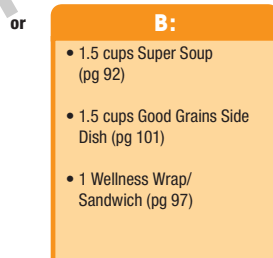 or
B:
• 1.5 cups Super Soup
(pg 92)
• 1.5 cups Good Grains Side
Dish (pg 101)
• 1 Wellness Wrap/
Sandwich (pg 97)